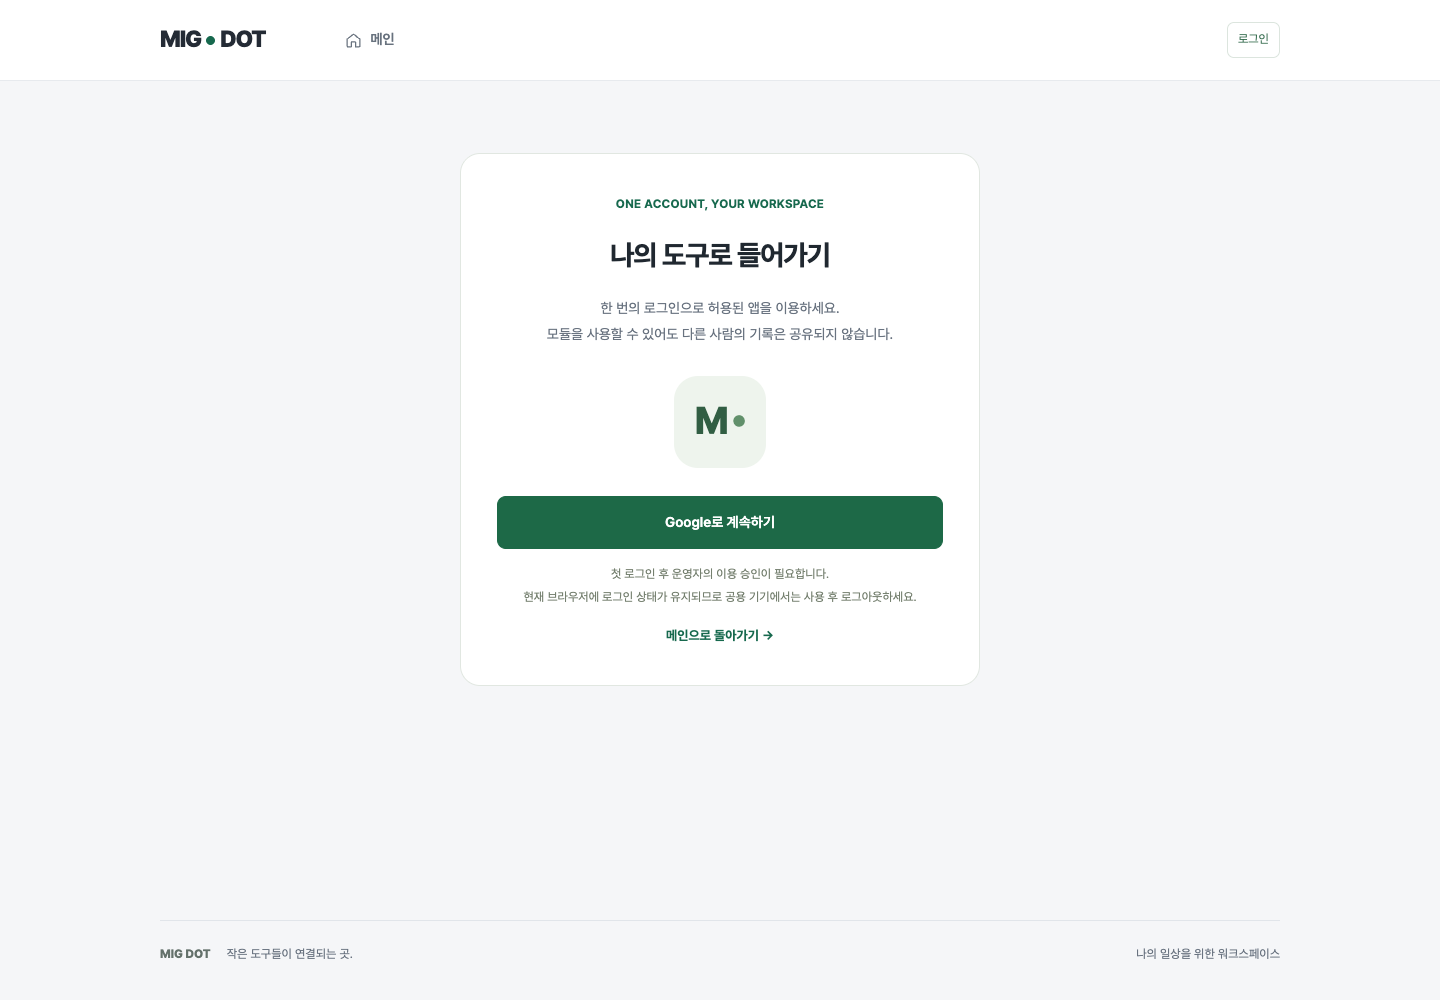 MIG DOT
메인
로그인
ONE ACCOUNT, YOUR WORKSPACE
나의 도구로 들어가기
한 번의 로그인으로 허용된 앱을 이용하세요.
모듈을 사용할 수 있어도 다른 사람의 기록은 공유되지 않습니다.
M
Google로 계속하기
첫 로그인 후 운영자의 이용 승인이 필요합니다.
현재 브라우저에 로그인 상태가 유지되므로 공용 기기에서는 사용 후 로그아웃하세요.
메인으로 돌아가기 →
MIG DOT 작은 도구들이 연결되는 곳.
나의 일상을 위한 워크스페이스